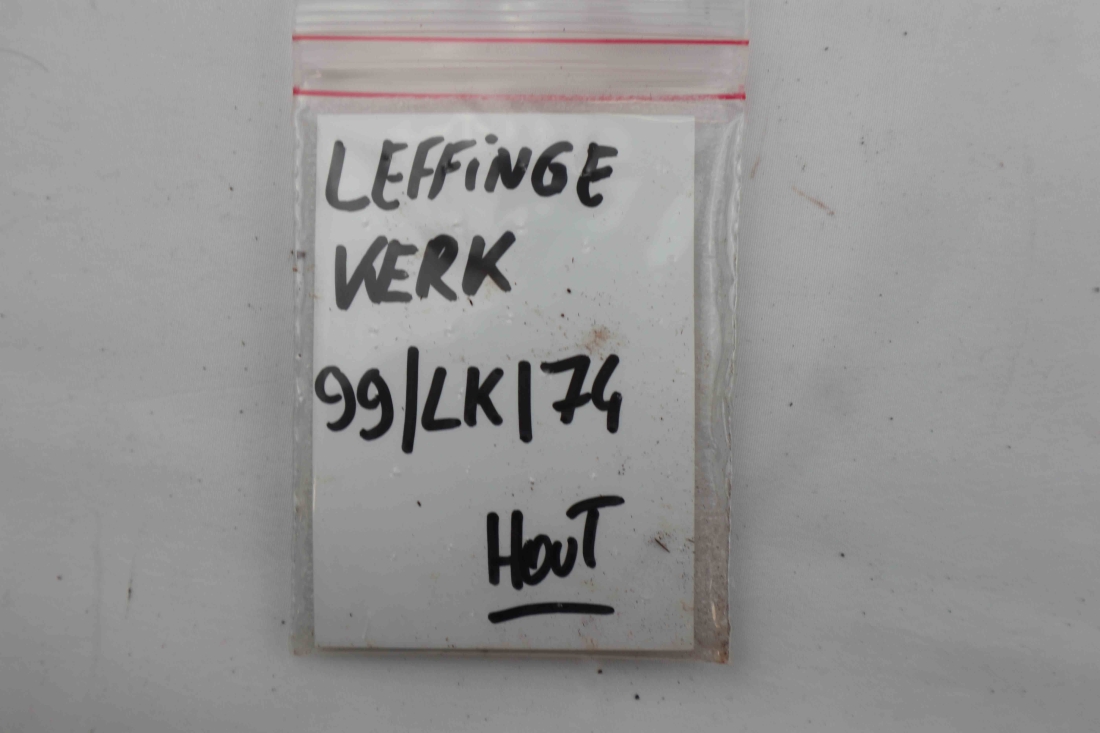 LEFFiNGE
KERK
99/LK/74
HouT